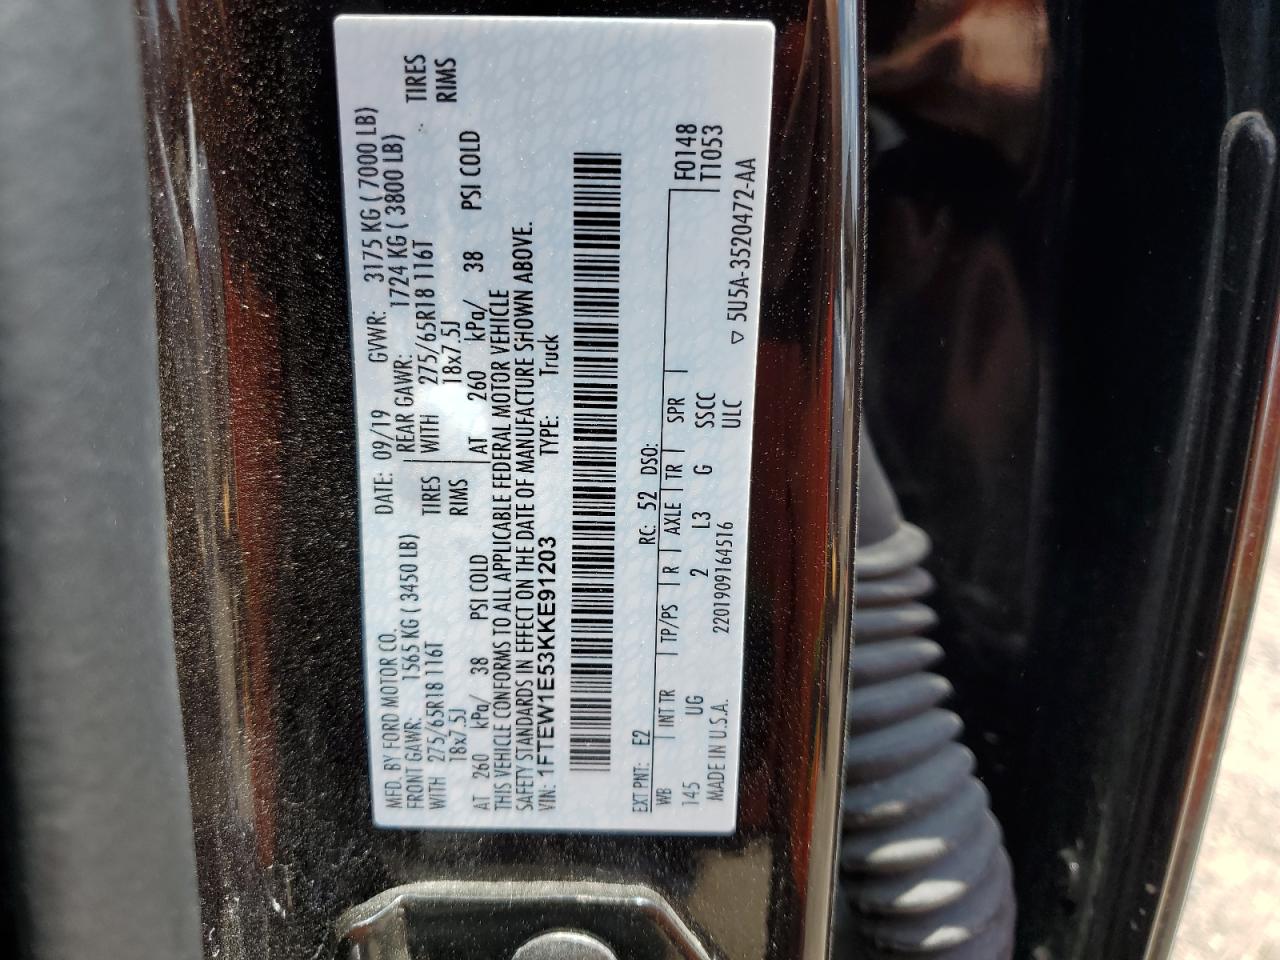 MFD. BY FORD MOTOR CO. DATE: 09/19 GVWR: 3175 KG ( 7000 LB)
FRONT GAWR: 1565 KG ( 3450 LB) REAR GAWR: 1724 KG ( 3800 LB)
WITH 275/65R18 116T TIRES WITH 275/65R18 116T TIRES
18x7.5J RIMS 18x7.5J RIMS
AT 260 kPa/ 38 PSI COLD AT 260 kPa/ 38 PSI COLD
THIS VEHICLE CONFORMS TO ALL APPLICABLE FEDERAL MOTOR VEHICLE
SAFETY STANDARDS IN EFFECT ON THE DATE OF MANUFACTURE SHOWN ABOVE.
VIN: 1FTEW1E53KKE91203 TYPE: Truck
EXT PNT: E2 RC: 52 DSO:
WB INT TR TP/PS R AXLE TR SPR F0148
145 UG 2 L3 G SSCC T1053
MADE IN U.S.A. 2201909164516 ULC
▽ 5U5A-3520472-AA